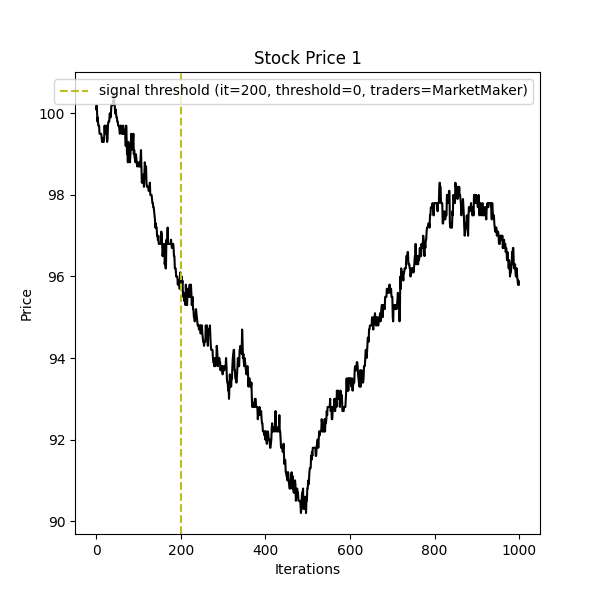 Stock Price 1
signal threshold (it=200, threshold=0, traders=MarketMaker)
100
98
96
94
92
90
Price
0 200 400 600 800 1000
Iterations